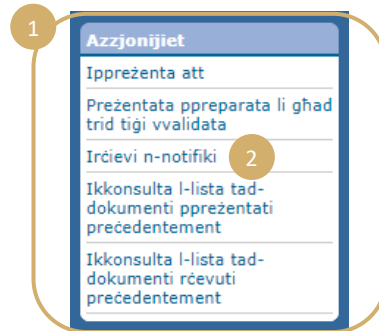 1
Azzjonijiet
Ippreżenta att
Preżentata ppreparata li għad
trid tiġi vvalidata
Irċievi n-notifiki 2
Ikkonsulta l-lista tad-
dokumenti ppreżentati
preċedentement
Ikkonsulta l-lista tad-
dokumenti rċevuti
preċedentement